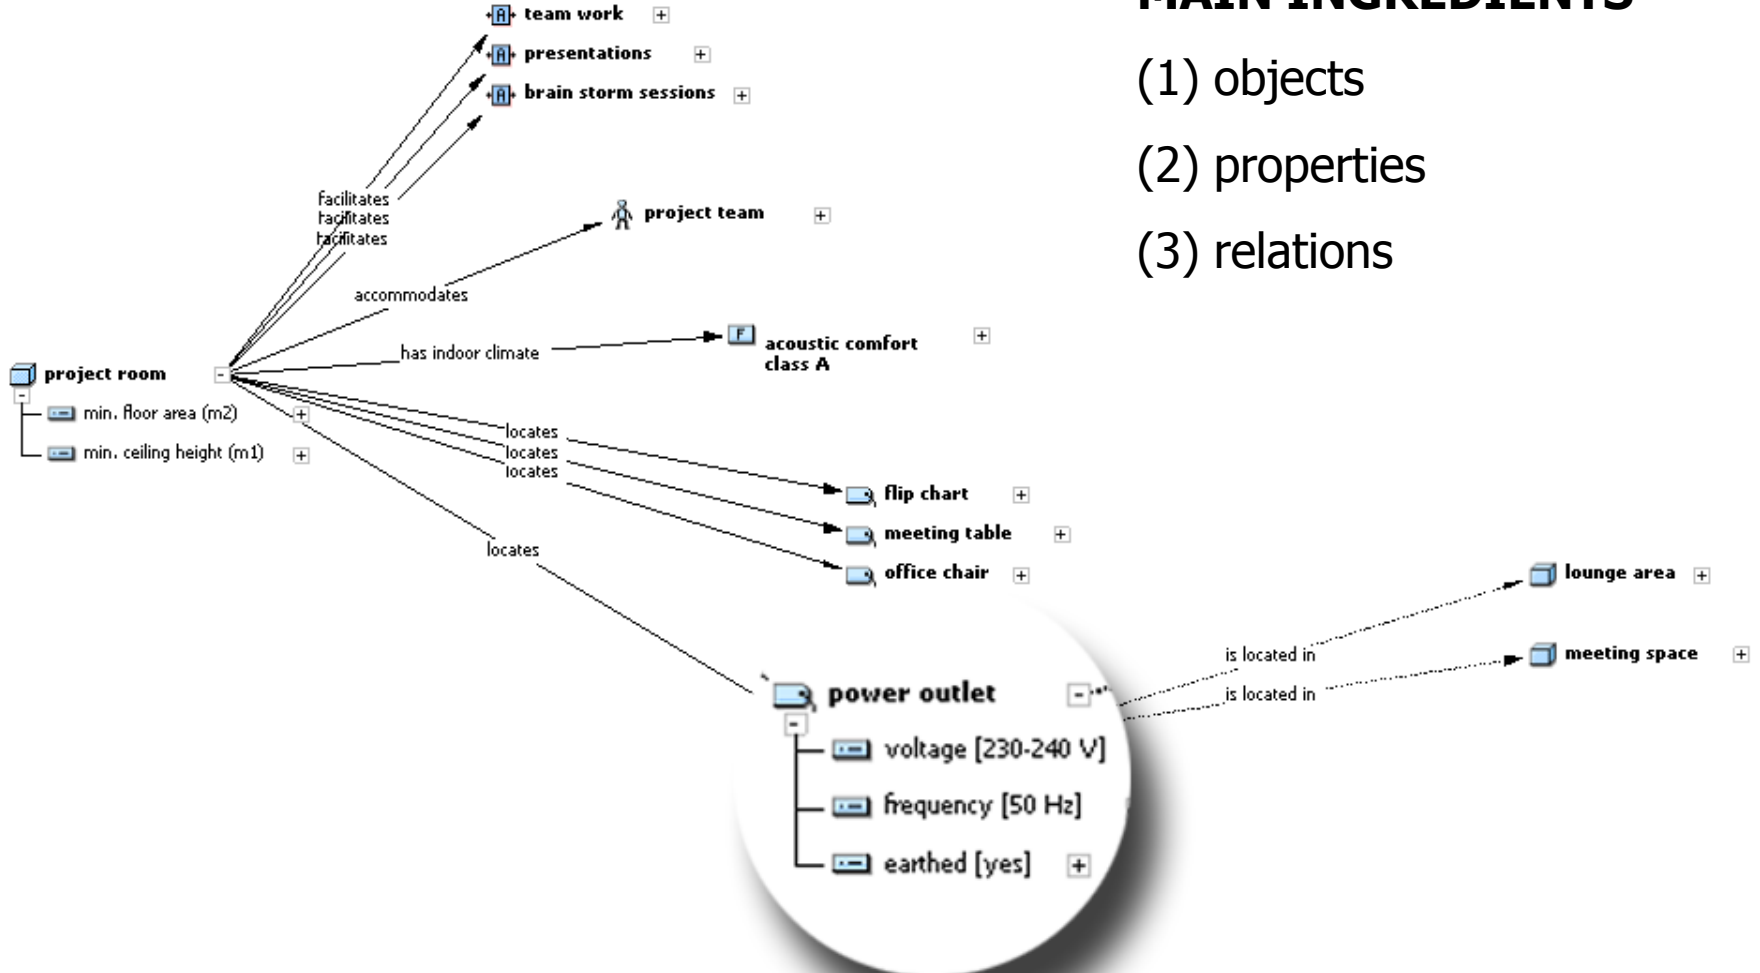 MAIN INGREDIENTS
(1) objects
(2) properties
(3) relations
team work
presentations
brain storm sessions
facilitates
facilitates
facilitates
project team
accommodates
has indoor climate
F
acoustic comfort
class A
project room
min. floor area (m2)
min. ceiling height (m1)
locates
locates
locates
flip chart
meeting table
office chair
locates
lounge area
is located in
meeting space
is located in
power outlet
voltage [230-240 V]
frequency [50 Hz]
earthed [yes]